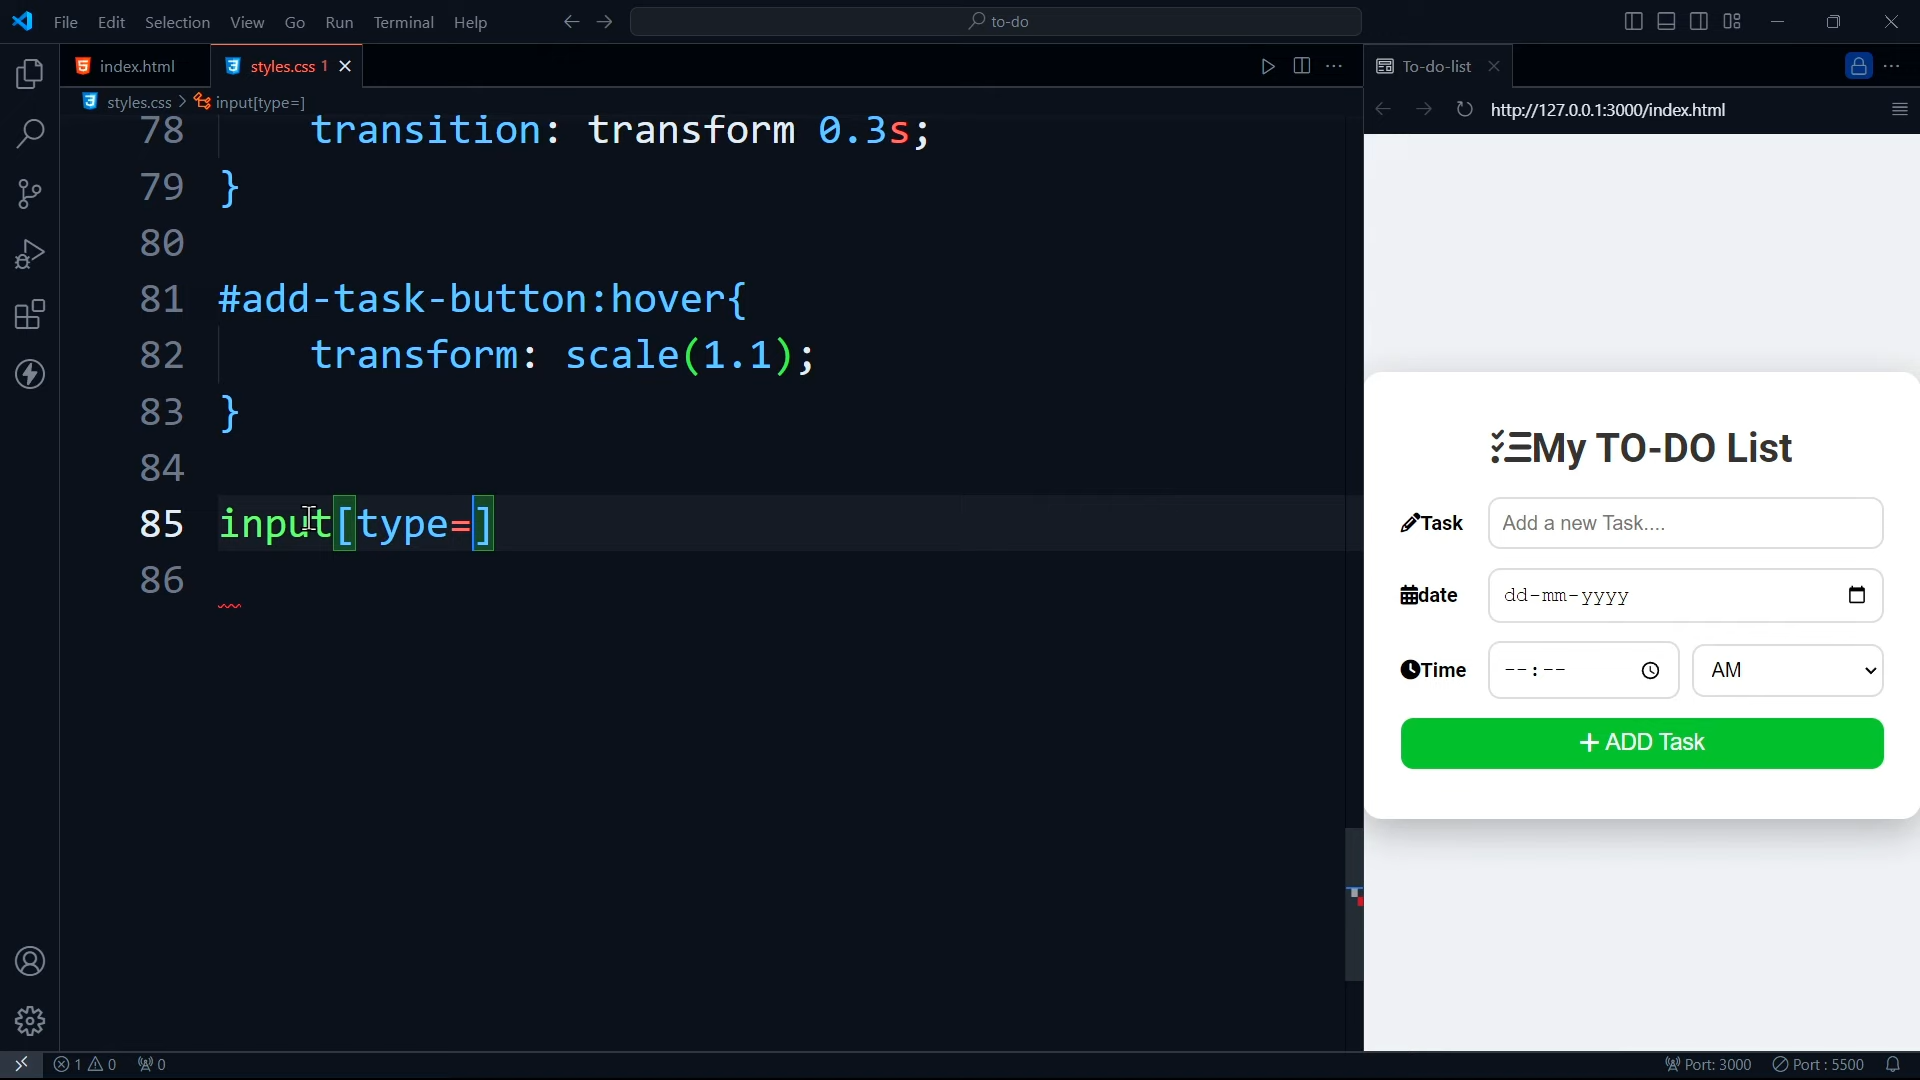 File Edit Selection View Go Run Terminal Help to-do
index.html styles.css 1 To-do-list
styles.css > input[type=] http://127.0.0.1:3000/index.html
78 transition: transform 0.3s;
79 }
80
81 #add-task-button:hover{
82 transform: scale(1.1);
83 }
84
85 input[type=]
86
My TO-DO List
Task Add a new Task....
date dd-mm-yyyy
Time --:-- AM
+ ADD Task
1 0 0 Port: 3000 Port : 5500